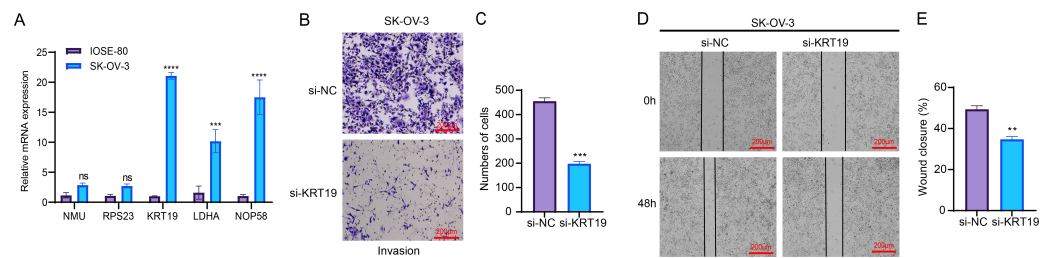 A
IOSE-80
SK-OV-3
Relative mRNA expression
25
20
15
10
5
0
ns
ns
****
***
****
NMU
RPS23
KRT19
LDHA
NOP58
B
SK-OV-3
si-NC
200μm
si-KRT19
200μm
Invasion
C
Numbers of cells
500
400
300
200
100
0
***
si-NC
si-KRT19
D
SK-OV-3
si-NC
si-KRT19
0h
200μm
200μm
48h
200μm
200μm
E
Wound closure (%)
60
40
20
0
**
si-NC
si-KRT19